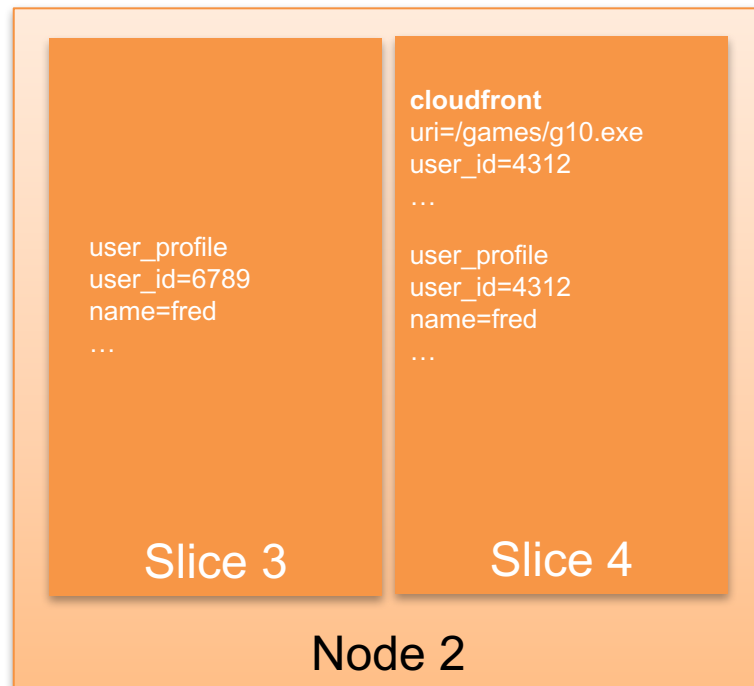 user_profile
user_id=6789
name=fred
…
Slice 3
cloudfront
uri=/games/g10.exe
user_id=4312
…
user_profile
user_id=4312
name=fred
…
Slice 4
Node 2